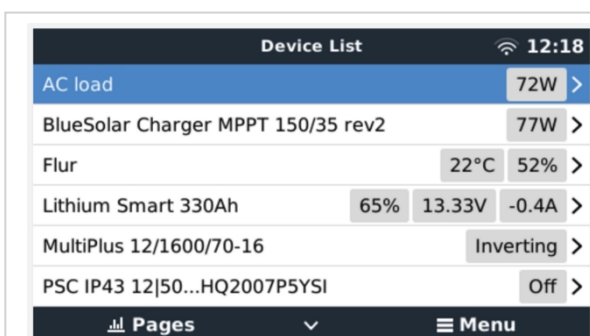 Device List 12:18
AC load 72W
BlueSolar Charger MPPT 150/35 rev2 77W
Flur 22°C 52%
Lithium Smart 330Ah 65% 13.33V -0.4A
MultiPlus 12/1600/70-16 Inverting
PSC IP43 12|50...HQ2007P5YSI Off
Pages Menu